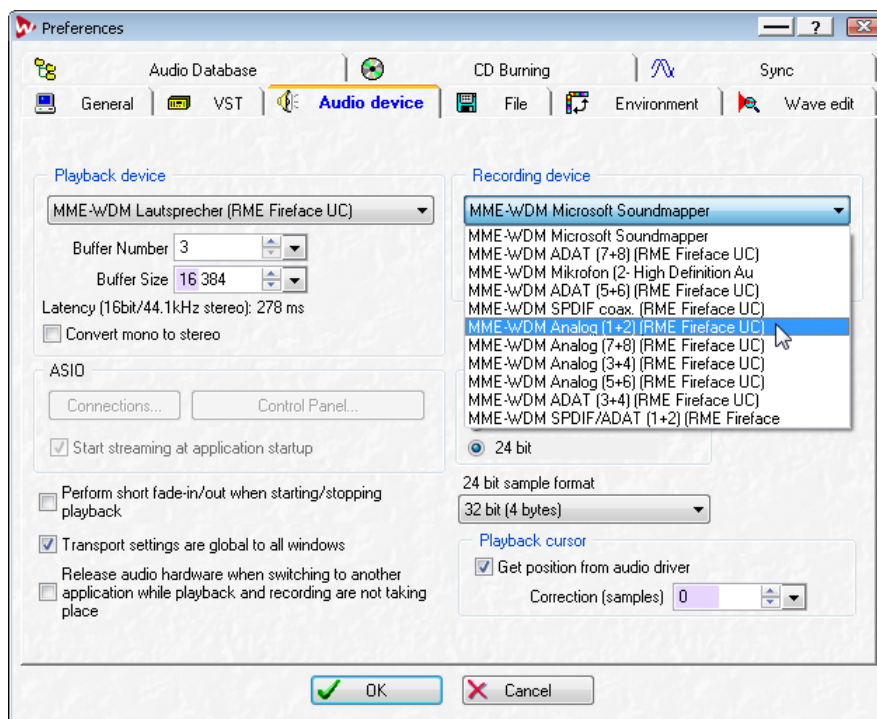 Preferences
?
Audio Database
CD Burning
Sync
General
VST
Audio device
File
Environment
Wave edit
Playback device
MME-WDM Lautsprecher (RME Fireface UC)
Buffer Number 3
Buffer Size 16 384
Latency (16bit/44.1kHz stereo): 278 ms
Convert mono to stereo
ASIO
Connections...
Control Panel...
Start streaming at application startup
Perform short fade-in/out when starting/stopping
playback
Transport settings are global to all windows
Release audio hardware when switching to another
application while playback and recording are not taking
place
Recording device
MME-WDM Microsoft Soundmapper
MME-WDM Microsoft Soundmapper
MME-WDM ADAT (7+8) (RME Fireface UC)
MME-WDM Mikrofon (2- High Definition Au
MME-WDM ADAT (5+6) (RME Fireface UC)
MME-WDM SPDIF coax. (RME Fireface UC)
MME-WDM Analog (1+2) (RME Fireface UC)
MME-WDM Analog (7+8) (RME Fireface UC)
MME-WDM Analog (3+4) (RME Fireface UC)
MME-WDM Analog (5+6) (RME Fireface UC)
MME-WDM ADAT (3+4) (RME Fireface UC)
MME-WDM SPDIF/ADAT (1+2) (RME Fireface
24 bit
24 bit sample format
32 bit (4 bytes)
Playback cursor
Get position from audio driver
Correction (samples) 0
OK
Cancel